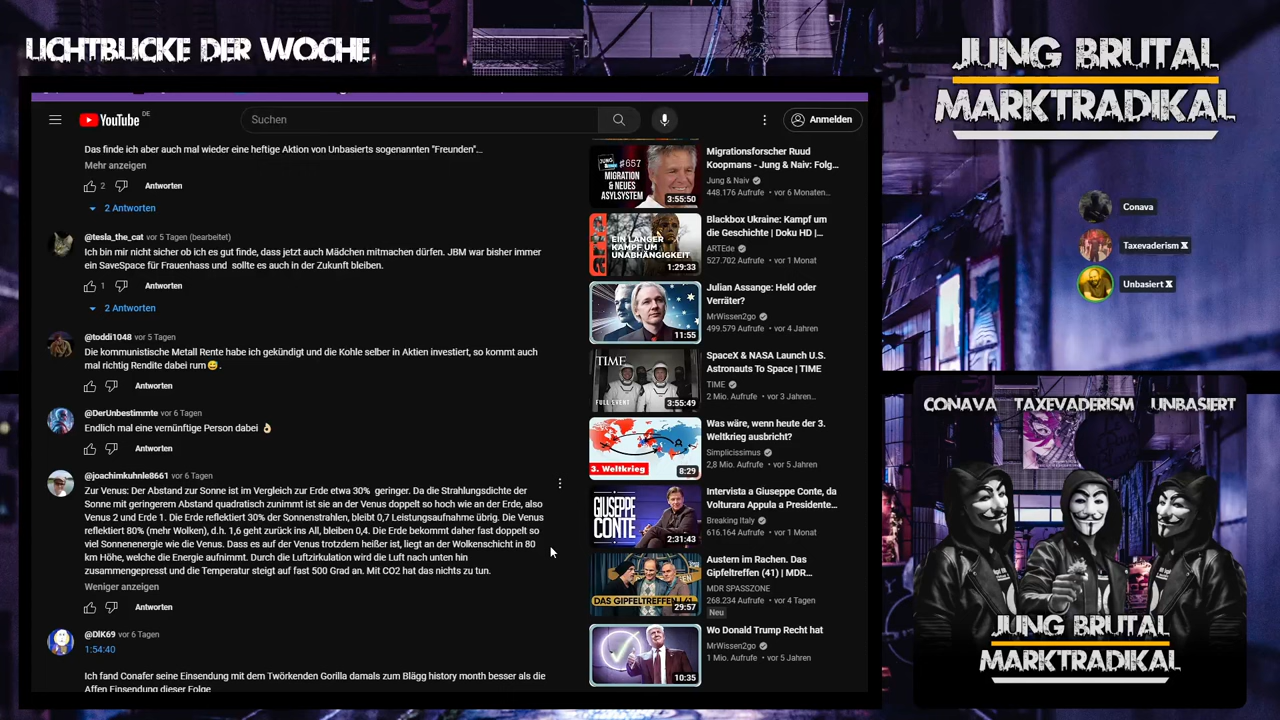 LICHTBLICKE DER WOCHE
YouTube DE
Suchen
Anmelden
Das finde ich aber auch mal wieder eine heftige Aktion von Unbasierts sogenannten "Freunden"...
Mehr anzeigen
2 Antworten
2 Antworten
@tesla_the_cat vor 5 Tagen (bearbeitet)
Ich bin mir nicht sicher ob ich es gut finde, dass jetzt auch Mädchen mitmachen dürfen. JBM war bisher immer
ein SaveSpace für Frauenhass und sollte es auch in der Zukunft bleiben.
1 Antworten
2 Antworten
@toddi1048 vor 5 Tagen
Die kommunistische Metall Rente habe ich gekündigt und die Kohle selber in Aktien investiert, so kommt auch
mal richtig Rendite dabei rum😅.
Antworten
@DerUnbestimmte vor 6 Tagen
Endlich mal eine vernünftige Person dabei 👌🏻
Antworten
@joachimkuhnle8661 vor 6 Tagen
Zur Venus: Der Abstand zur Sonne ist im Vergleich zur Erde etwa 30% geringer. Da die Strahlungsdichte der
Sonne mit geringerem Abstand quadratisch zunimmt ist sie an der Venus doppelt so hoch wie an der Erde, also
Venus 2 und Erde 1. Die Erde reflektiert 30% der Sonnenstrahlen, bleibt 0,7 Leistungsaufnahme übrig. Die Venus
reflektiert 80% (mehr Wolken), d.h. 1,6 geht zurück ins All, bleiben 0,4. Die Erde bekommt daher fast doppelt so
viel Sonnenenergie wie die Venus. Dass es auf der Venus trotzdem heißer ist, liegt an der Wolkenschicht in 80
km Höhe, welche die Energie aufnimmt. Durch die Luftzirkulation wird die Luft nach unten hin
zusammengepresst und die Temperatur steigt auf fast 500 Grad an. Mit CO2 hat das nichts zu tun.
Weniger anzeigen
Antworten
@DIK69 vor 6 Tagen
1:54:40
Ich fand Conafer seine Einsendung mit dem Twörkenden Gorilla damals zum Blägg history month besser als die
Affen Einsendung dieser Folge
JUNG & NAIV #657
MIGRATION
& NEUES
ASYLSYSTEM
3:55:50
Migrationsforscher Ruud
Koopmans - Jung & Naiv: Folg...
Jung & Naiv
448.176 Aufrufe • vor 6 Monaten...
arte
EIN LANGER
KAMPF UM
UNABHÄNGIGKEIT
1:29:33
Blackbox Ukraine: Kampf um
die Geschichte | Doku HD |...
ARTEde
527.702 Aufrufe • vor 1 Monat
11:55
Julian Assange: Held oder
Verräter?
MrWissen2go
499.579 Aufrufe • vor 4 Jahren
TIME
FULL EVENT
3:55:49
SpaceX & NASA Launch U.S.
Astronauts To Space | TIME
TIME
2 Mio. Aufrufe • vor 3 Jahren...
3. Weltkrieg
8:29
Was wäre, wenn heute der 3.
Weltkrieg ausbricht?
Simplicissimus
2,8 Mio. Aufrufe • vor 5 Jahren
GIUSEPPE
CONTE
2:31:43
Intervista a Giuseppe Conte, da
Volturara Appula a Presidente...
Breaking Italy
616.164 Aufrufe • vor 1 Monat
DAS GIPFELTREFFEN
29:57
Austern im Rachen. Das
Gipfeltreffen (41) | MDR...
MDR SPASSZONE
268.234 Aufrufe • vor 4 Tagen
Neu
10:35
Wo Donald Trump Recht hat
MrWissen2go
1 Mio. Aufrufe • vor 5 Jahren
JUNG BRUTAL
MARKTRADIKAL
Conava
Taxevaderism X
Unbasiert X
CONAVA TAXEVADERISM UNBASIERT
JUNG BRUTAL
MARKTRADIKAL